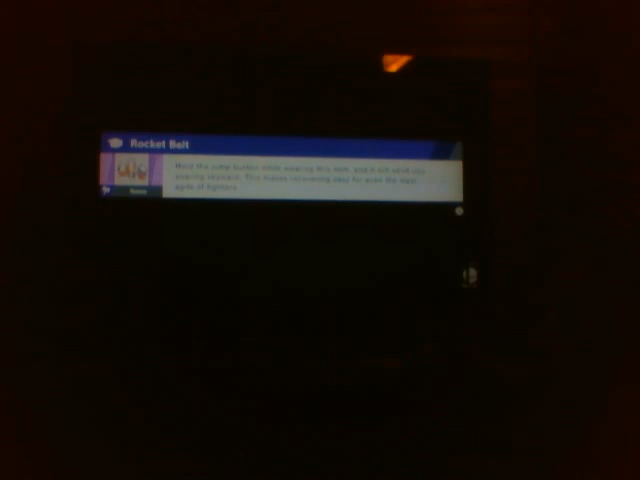 Rocket Belt
Hold the jump button while wearing this item, and it will send you
soaring skyward. This makes recovering easy for even the least
agile of fighters.
Items